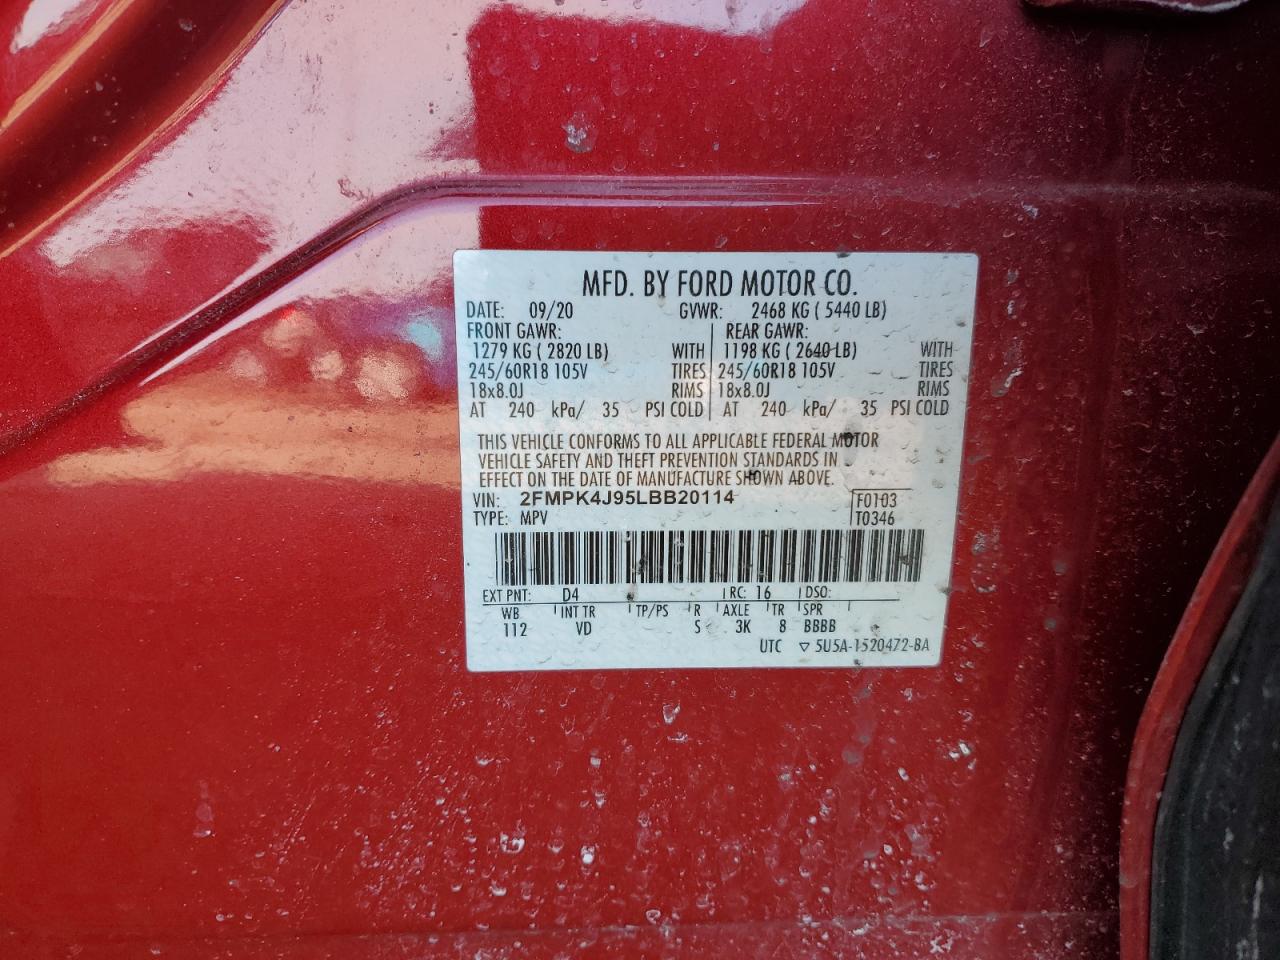 MFD. BY FORD MOTOR CO.
DATE: 09/20 GVWR: 2468 KG ( 5440 LB)
FRONT GAWR: REAR GAWR:
1279 KG ( 2820 LB) WITH 1198 KG ( 2640 LB) WITH
245/60R18 105V TIRES 245/60R18 105V TIRES
18x8.0J RIMS 18x8.0J RIMS
AT 240 kPa/ 35 PSI COLD AT 240 kPa/ 35 PSI COLD
THIS VEHICLE CONFORMS TO ALL APPLICABLE FEDERAL MOTOR
VEHICLE SAFETY AND THEFT PREVENTION STANDARDS IN
EFFECT ON THE DATE OF MANUFACTURE SHOWN ABOVE.
VIN: 2FMPK4J95LBB20114 F0103
TYPE: MPV T0346
EXT PNT: D4 RC: 16 DSO:
WB INT TR TP/PS R AXLE TR SPR
112 VD S 3K 8 BBBB
UTC ▽ 5U5A-1520472-BA